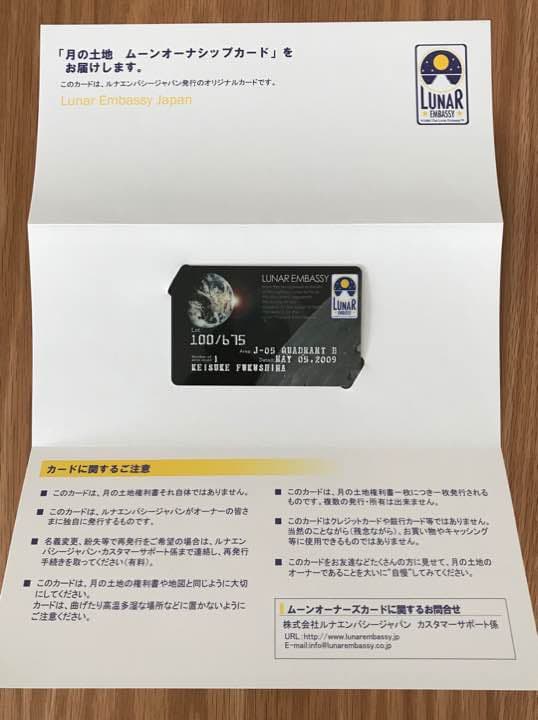 「月の土地　ムーンオーナシップカード」を
お届けします。
このカードは、ルナエンバシージャパン発行のオリジナルカードです。
Lunar Embassy Japan
LUNAR
EMBASSY
LUNAR EMBASSY
LUNAR
EMBASSY
Lot
100/675
Area: J-05 QUADRANT B
1
Dated: MAY 05,2009
KEISUKE FUKUSHIMA
カードに関するご注意
■ このカードは、月の土地権利書それ自体ではありません。
■ このカードは、ルナエンバシージャパンがオーナーの皆さ
まに独自に発行するものです。
■ 名義変更、紛失等で再発行をご希望の場合は、ルナエン
バシージャパン・カスタマーサポート係まで連絡し、再発行
手続きを取ってください（有料）。
■ このカードは、月の土地の権利書や地図と同じように大切
にしてください。
カードは、曲げたり高温多湿な場所などに置かないように
ご注意ください。
■ このカードは、月の土地権利書一枚につき一枚発行される
ものです。複数の発行・所有は出来ません。
■ このカードはクレジットカードや銀行カード等ではありません。
当然のことながら（残念ながら）、お買い物やキャッシング
等に使用できるものではありません。
■ このカードをお友達などたくさんの方に見せて、月の土地の
オーナーであることを大いに“自慢”してみてください。
ムーンオーナーズカードに関するお問合せ
株式会社ルナエンバシージャパン　カスタマーサポート係
URL:http://www.lunarembassy.jp
E-mail:info@lunarembassy.co.jp